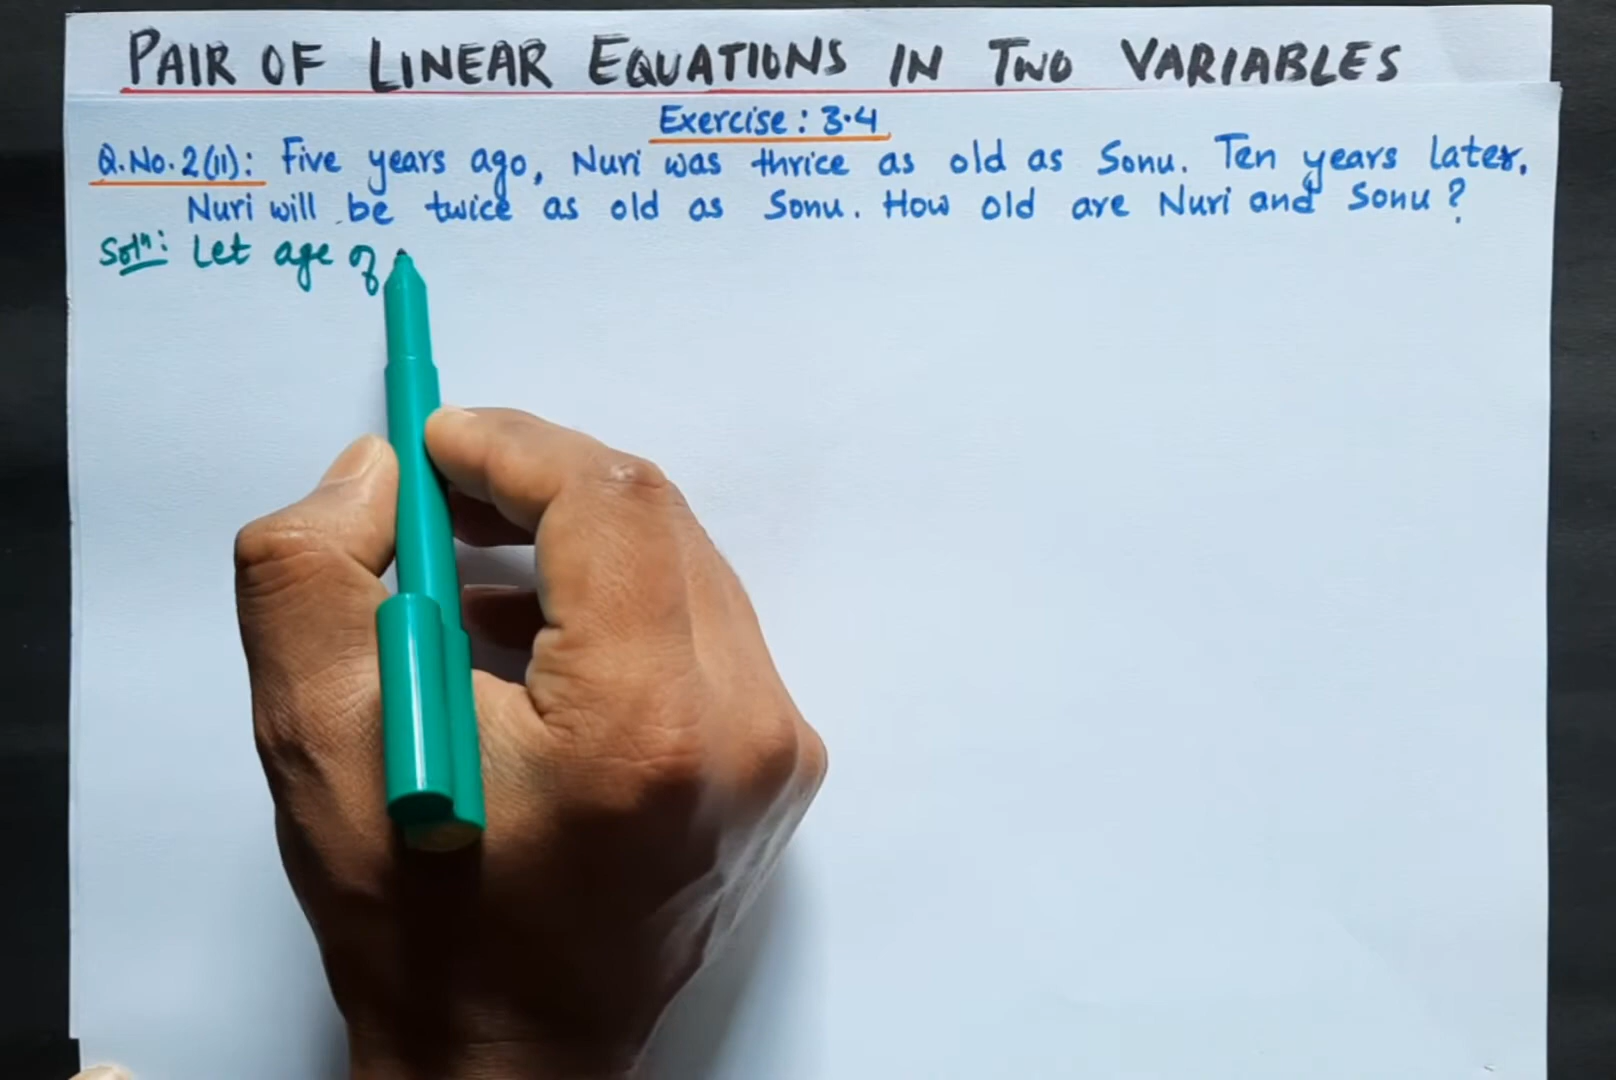 PAIR OF LINEAR EQUATIONS IN TWO VARIABLES
Exercise: 3.4
Q.No.2(II): Five years ago, Nuri was thrice as old as Sonu. Ten years later,
Nuri will be twice as old as Sonu. How old are Nuri and Sonu?
Solⁿ: Let age of